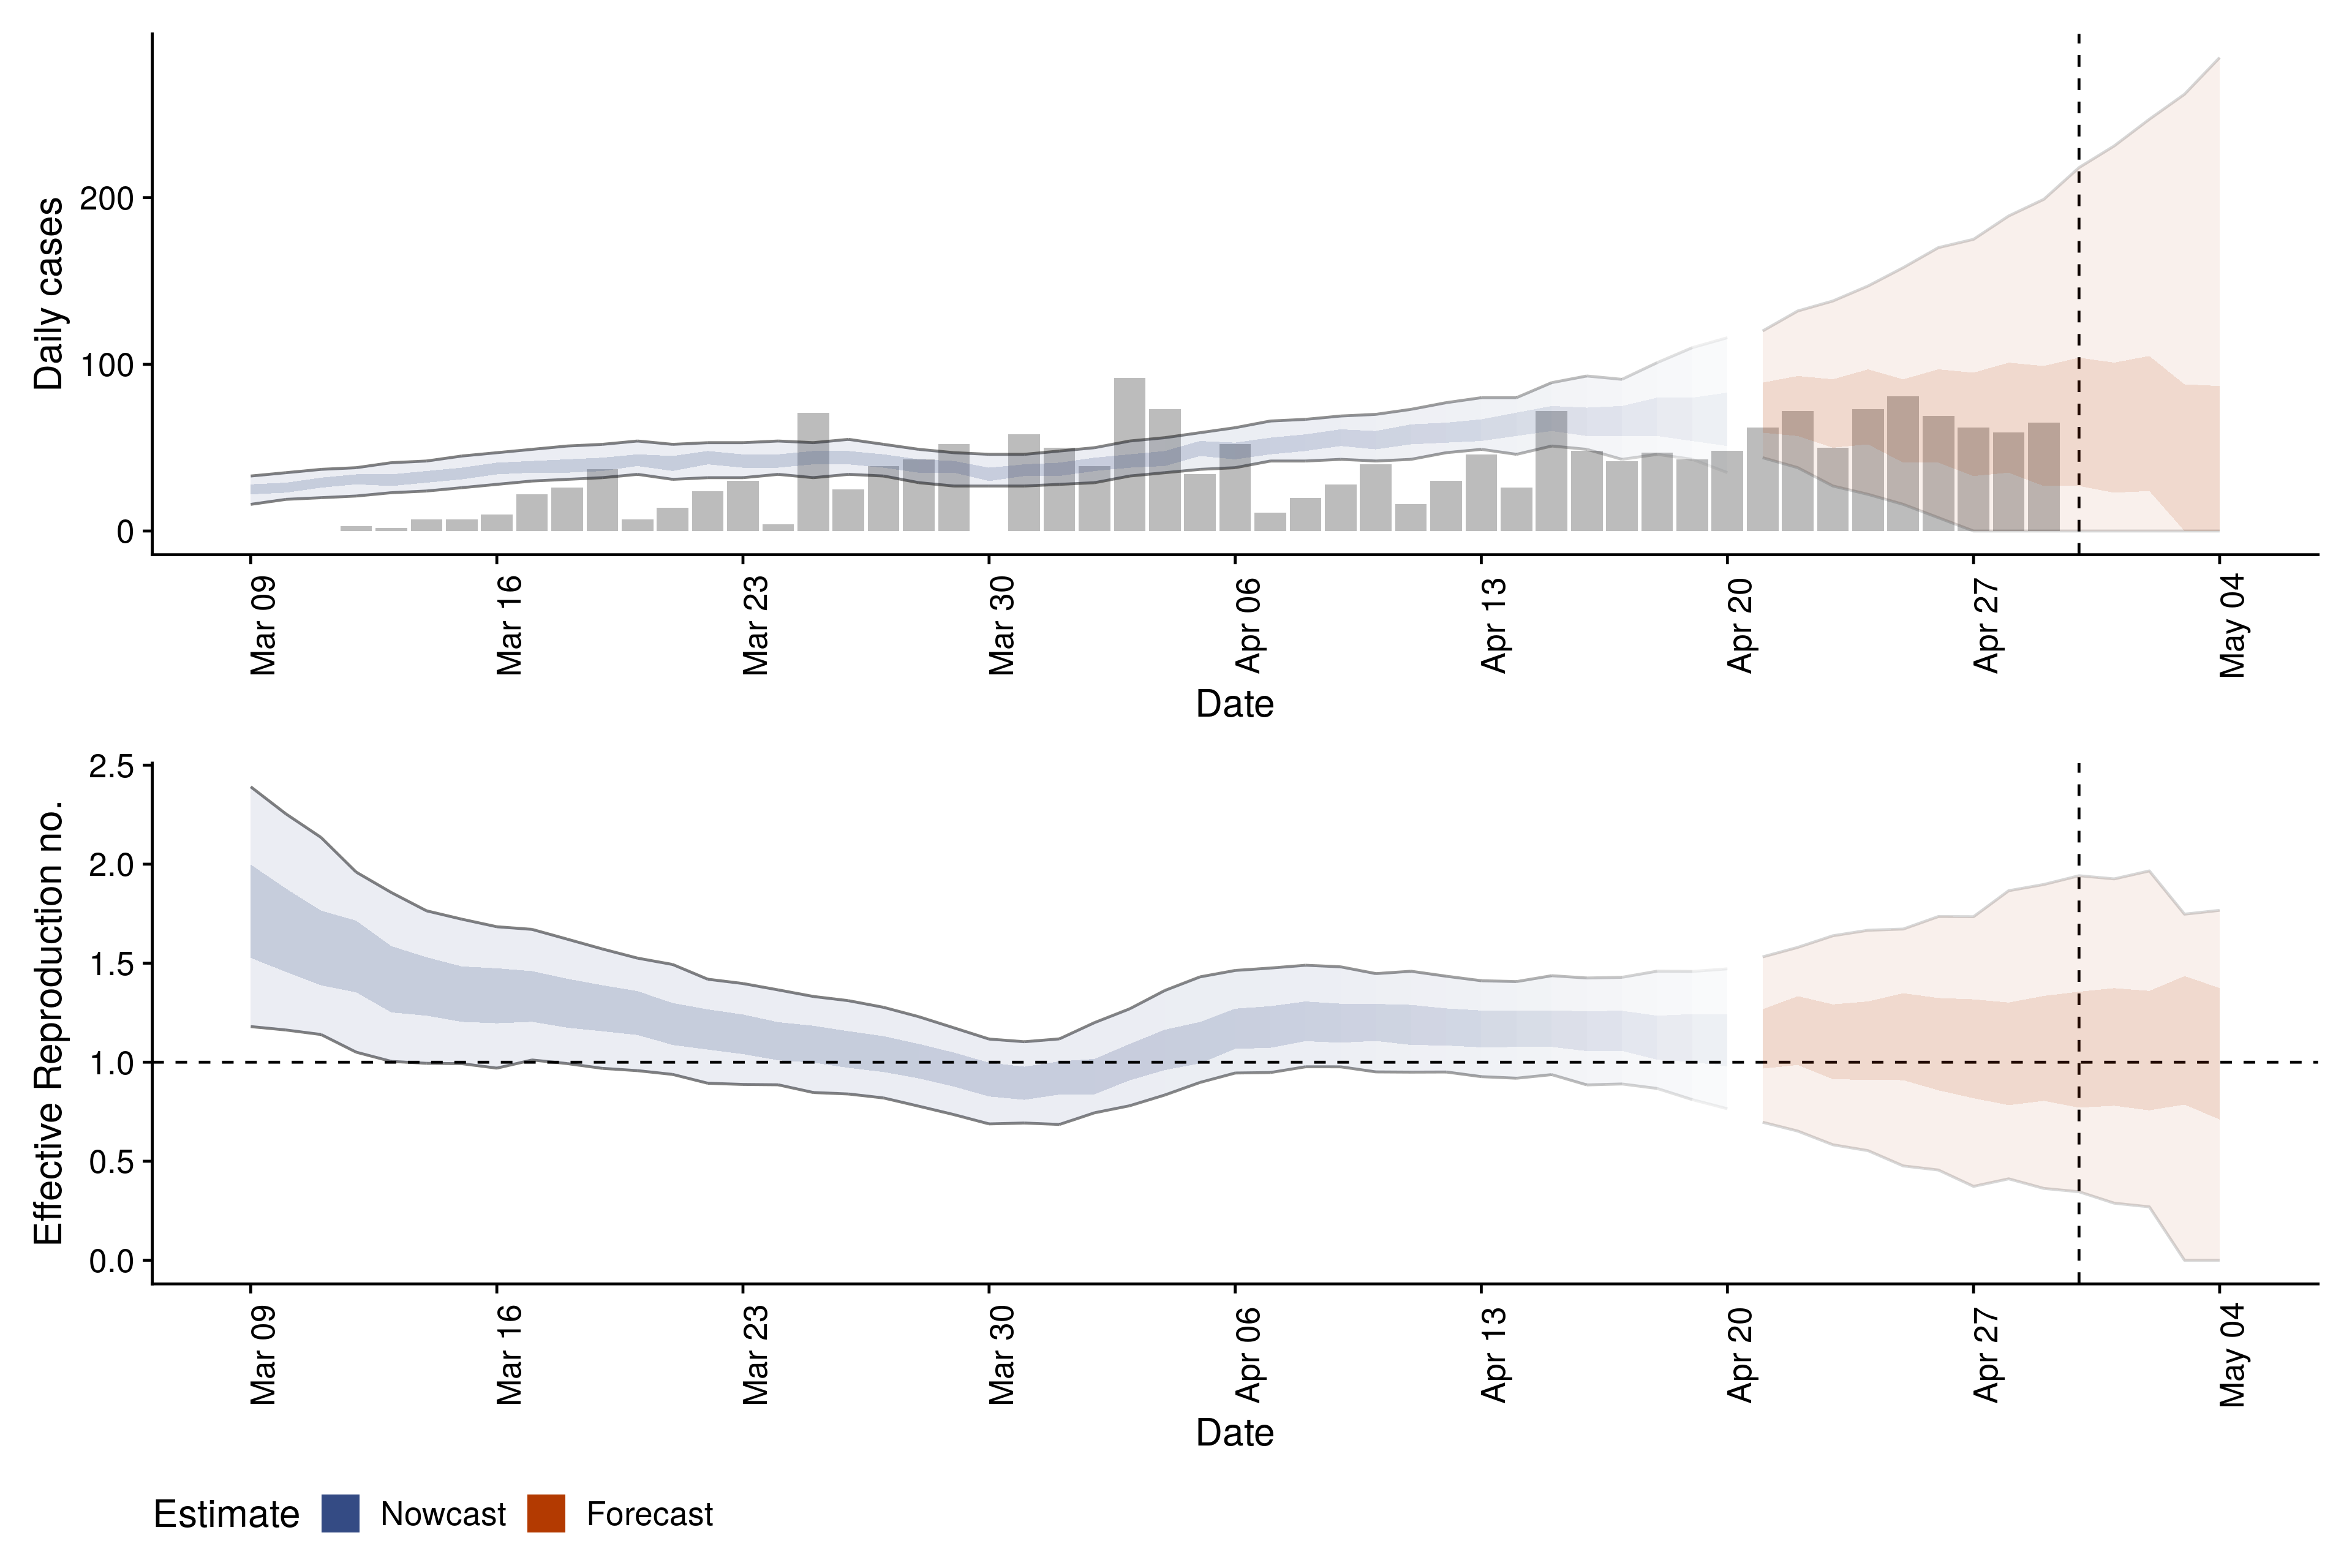 Daily cases
200
100
0
Mar 09
Mar 16
Mar 23
Mar 30
Apr 06
Apr 13
Apr 20
Apr 27
May 04
Date
Effective Reproduction no.
2.5
2.0
1.5
1.0
0.5
0.0
Mar 09
Mar 16
Mar 23
Mar 30
Apr 06
Apr 13
Apr 20
Apr 27
May 04
Date
Estimate Nowcast Forecast